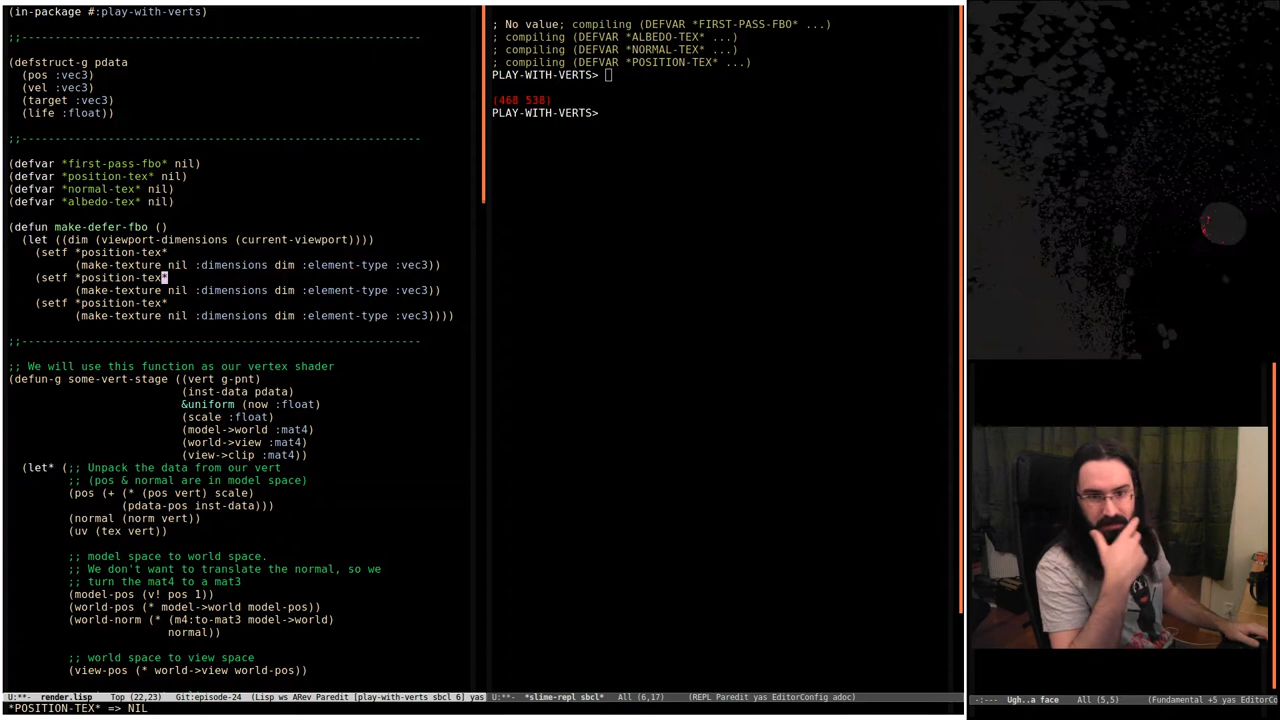 (in-package #:play-with-verts)
;;--------------------------------------------------------------
(defstruct-g pdata
(pos :vec3)
(vel :vec3)
(target :vec3)
(life :float))
;;--------------------------------------------------------------
(defvar *first-pass-fbo* nil)
(defvar *position-tex* nil)
(defvar *normal-tex* nil)
(defvar *albedo-tex* nil)
(defun make-defer-fbo ()
(let ((dim (viewport-dimensions (current-viewport))))
(setf *position-tex*
(make-texture nil :dimensions dim :element-type :vec3))
(setf *position-tex*
(make-texture nil :dimensions dim :element-type :vec3))
(setf *position-tex*
(make-texture nil :dimensions dim :element-type :vec3))))
;;--------------------------------------------------------------
;; We will use this function as our vertex shader
(defun-g some-vert-stage ((vert g-pnt)
(inst-data pdata)
&uniform (now :float)
(scale :float)
(model->world :mat4)
(world->view :mat4)
(view->clip :mat4))
(let* (;; Unpack the data from our vert
;; (pos & normal are in model space)
(pos (+ (* (pos vert) scale)
(pdata-pos inst-data)))
(normal (norm vert))
(uv (tex vert))
;; model space to world space.
;; We don't want to translate the normal, so we
;; turn the mat4 to a mat3
(model-pos (v! pos 1))
(world-pos (* model->world model-pos))
(world-norm (* (m4:to-mat3 model->world)
normal))
;; world space to view space
(view-pos (* world->view world-pos))
U:**- render.lisp Top (22,23) Git:episode-24 (Lisp ws ARev Paredit [play-with-verts sbcl 6] yas
*POSITION-TEX* => NIL
; No value; compiling (DEFVAR *FIRST-PASS-FBO* ...)
; compiling (DEFVAR *ALBEDO-TEX* ...)
; compiling (DEFVAR *NORMAL-TEX* ...)
; compiling (DEFVAR *POSITION-TEX* ...)
PLAY-WITH-VERTS>
(468 538)
PLAY-WITH-VERTS>
U:**- *slime-repl sbcl* All (6,17) (REPL Paredit yas EditorConfig adoc)
-:--- Ugh..a face All (5,5) (Fundamental +5 yas EditorCo